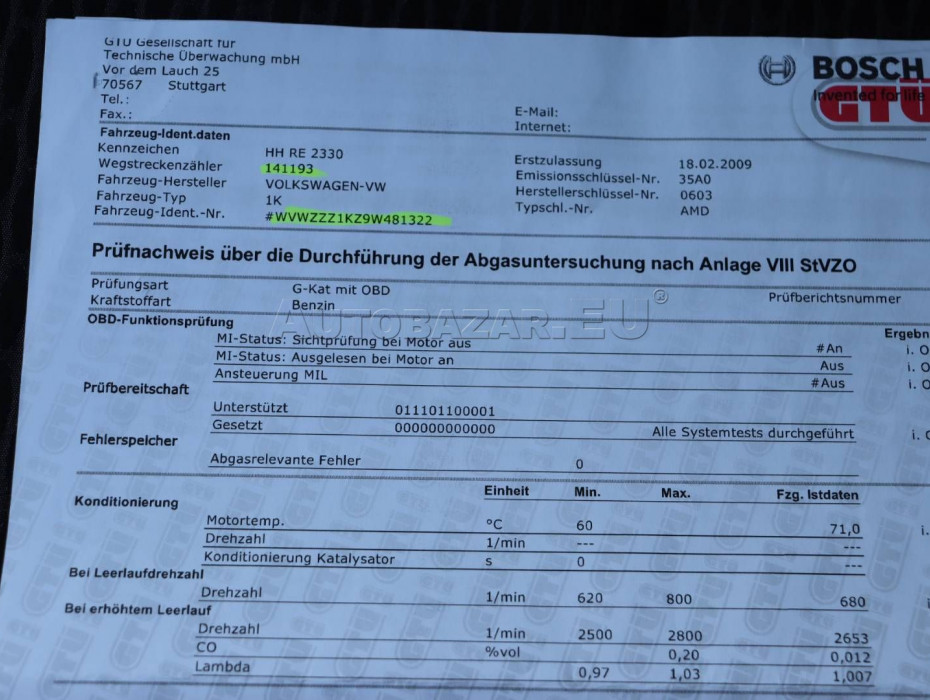 GTÜ Gesellschaft für
Technische Überwachung mbH
Vor dem Lauch 25
70567 Stuttgart
Tel.:
Fax.:
E-Mail:
Internet:
BOSCH
Invented for life
GTÜ
Fahrzeug-Ident.daten
Kennzeichen HH RE 2330
Wegstreckenzähler 141193 Erstzulassung 18.02.2009
Fahrzeug-Hersteller VOLKSWAGEN-VW Emissionsschlüssel-Nr. 35A0
Fahrzeug-Typ 1K Herstellerschlüssel-Nr. 0603
Fahrzeug-Ident.-Nr. #WVWZZZ1KZ9W481322 Typschl.-Nr. AMD
Prüfnachweis über die Durchführung der Abgasuntersuchung nach Anlage VIII StVZO
Prüfungsart G-Kat mit OBD Prüfberichtsnummer
Kraftstoffart Benzin
AUTOBAZAR.EU®
OBD-Funktionsprüfung Ergebn
MI-Status: Sichtprüfung bei Motor aus #An i. O
MI-Status: Ausgelesen bei Motor an Aus i. O
Ansteuerung MIL #Aus i. O
Prüfbereitschaft
Unterstützt 011101100001
Gesetzt 000000000000 Alle Systemtests durchgeführt i.
Fehlerspeicher
Abgasrelevante Fehler 0
Einheit Min. Max. Fzg. Istdaten
Konditionierung
Motortemp. °C 60 71,0 i.
Drehzahl 1/min --- ---
Konditionierung Katalysator s 0 ---
Bei Leerlaufdrehzahl
Drehzahl 1/min 620 800 680
Bei erhöhtem Leerlauf
Drehzahl 1/min 2500 2800 2653
CO %vol 0,20 0,012
Lambda 0,97 1,03 1,007